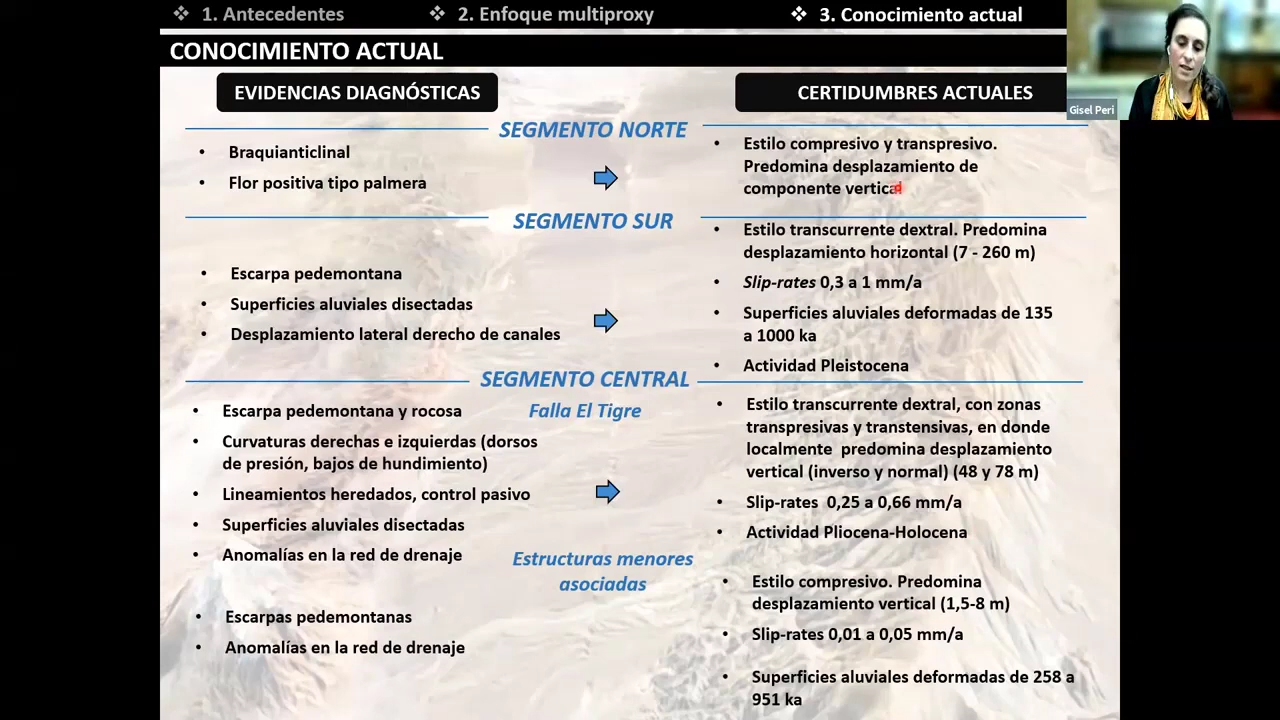 ❖ 1. Antecedentes ❖ 2. Enfoque multiproxy ❖ 3. Conocimiento actual
CONOCIMIENTO ACTUAL
Gisel Peri
EVIDENCIAS DIAGNÓSTICAS
CERTIDUMBRES ACTUALES
SEGMENTO NORTE
• Braquianticlinal
• Flor positiva tipo palmera
• Estilo compresivo y transpresivo.
Predomina desplazamiento de
componente vertical
SEGMENTO SUR
• Escarpa pedemontana
• Superficies aluviales disectadas
• Desplazamiento lateral derecho de canales
• Estilo transcurrente dextral. Predomina
desplazamiento horizontal (7 - 260 m)
• Slip-rates 0,3 a 1 mm/a
• Superficies aluviales deformadas de 135
a 1000 ka
• Actividad Pleistocena
SEGMENTO CENTRAL
Falla El Tigre
• Escarpa pedemontana y rocosa
• Curvaturas derechas e izquierdas (dorsos
de presión, bajos de hundimiento)
• Lineamientos heredados, control pasivo
• Superficies aluviales disectadas
• Anomalías en la red de drenaje
• Estilo transcurrente dextral, con zonas
transpresivas y transtensivas, en donde
localmente predomina desplazamiento
vertical (inverso y normal) (48 y 78 m)
• Slip-rates 0,25 a 0,66 mm/a
• Actividad Pliocena-Holocena
Estructuras menores
asociadas
• Escarpas pedemontanas
• Anomalías en la red de drenaje
• Estilo compresivo. Predomina
desplazamiento vertical (1,5-8 m)
• Slip-rates 0,01 a 0,05 mm/a
• Superficies aluviales deformadas de 258 a
951 ka